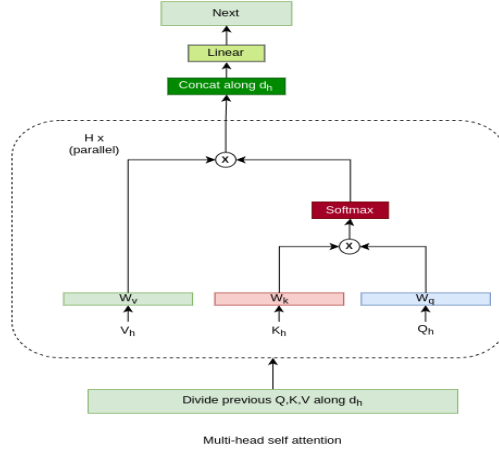 Next
Linear
Concat along dₕ
H x
(parallel)
x
Softmax
x
Wᵥ
Wₖ
W_q
Vₕ
Kₕ
Qₕ
Divide previous Q,K,V along dₕ
Multi-head self attention